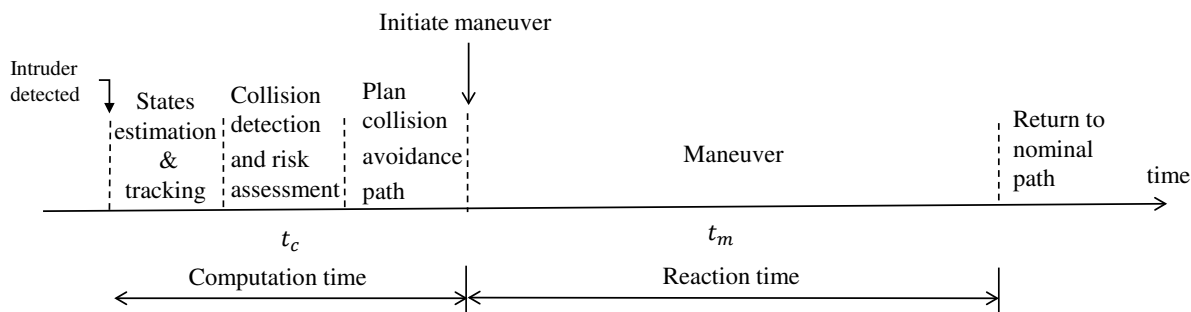 Initiate maneuver
Intruder
detected
States
estimation
&
tracking
Collision
detection
and risk
assessment
Plan
collision
avoidance
path
Maneuver
Return to
nominal
path
time
t_c
t_m
Computation time
Reaction time